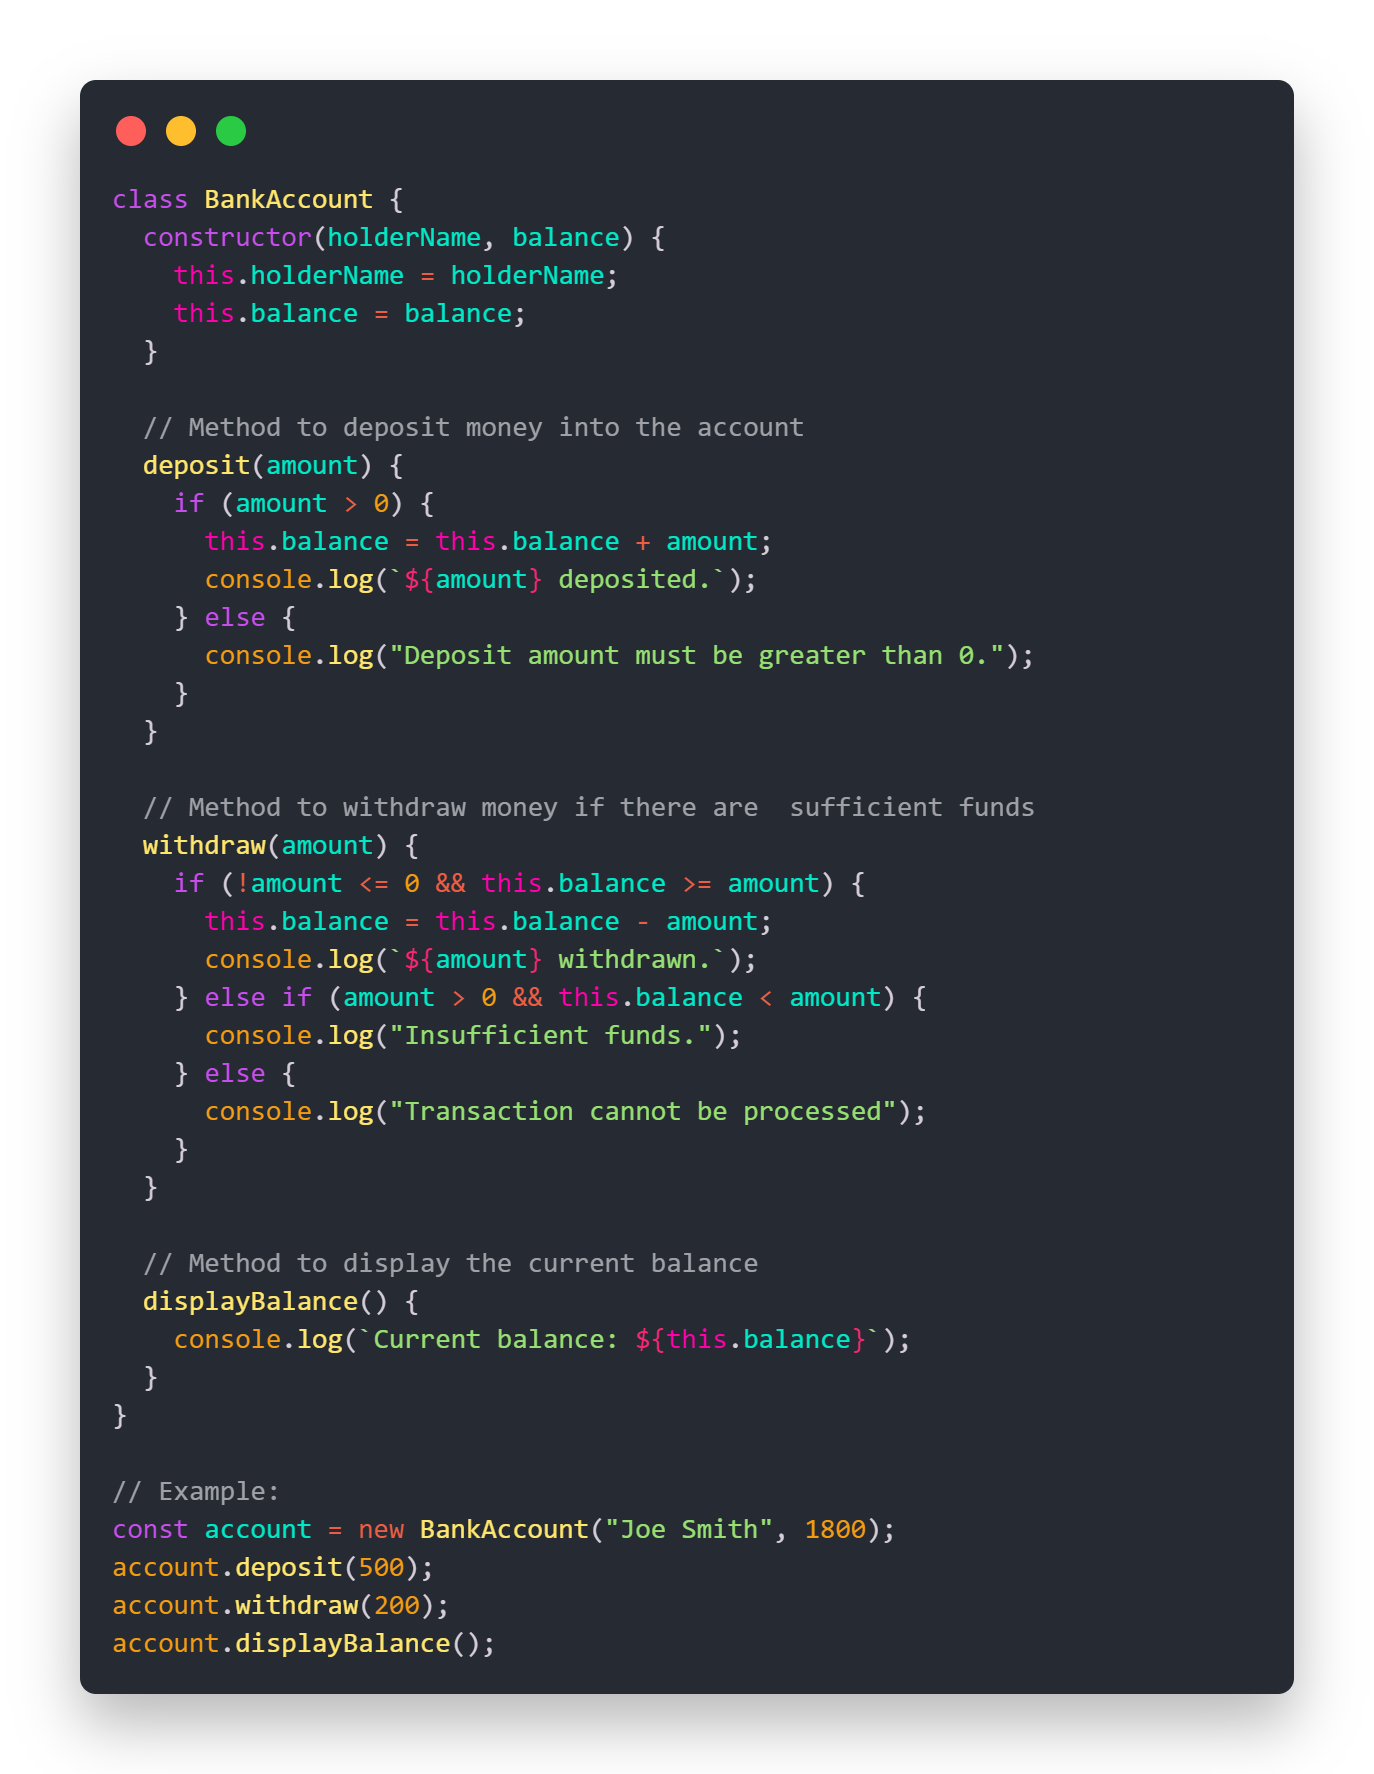 class BankAccount {
  constructor(holderName, balance) {
    this.holderName = holderName;
    this.balance = balance;
  }

  // Method to deposit money into the account
  deposit(amount) {
    if (amount > 0) {
      this.balance = this.balance + amount;
      console.log(`${amount} deposited.`);
    } else {
      console.log("Deposit amount must be greater than 0.");
    }
  }

  // Method to withdraw money if there are  sufficient funds
  withdraw(amount) {
    if (!amount <= 0 && this.balance >= amount) {
      this.balance = this.balance - amount;
      console.log(`${amount} withdrawn.`);
    } else if (amount > 0 && this.balance < amount) {
      console.log("Insufficient funds.");
    } else {
      console.log("Transaction cannot be processed");
    }
  }

  // Method to display the current balance
  displayBalance() {
    console.log(`Current balance: ${this.balance}`);
  }
}

// Example:
const account = new BankAccount("Joe Smith", 1800);
account.deposit(500);
account.withdraw(200);
account.displayBalance();